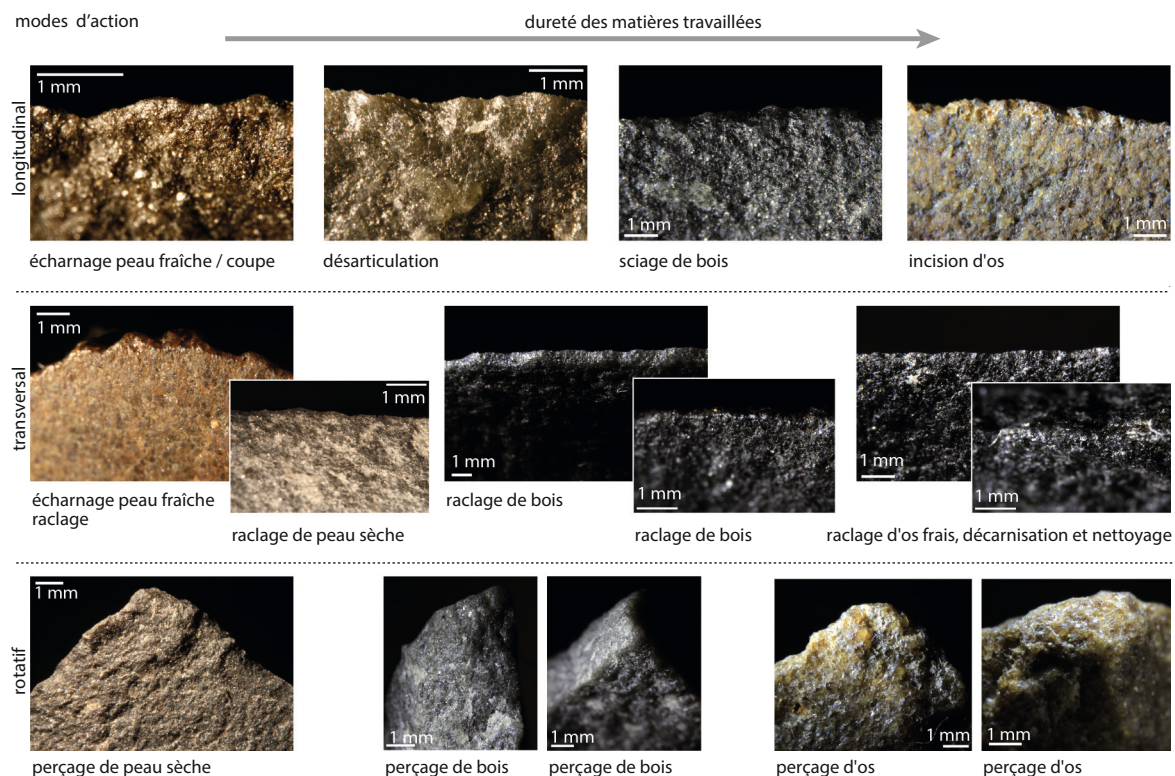 modes d'action
dureté des matières travaillées
longitudinal
1 mm
1 mm
1 mm
1 mm
écharnage peau fraîche / coupe
désarticulation
sciage de bois
incision d'os
transversal
1 mm
1 mm
1 mm
1 mm
1 mm
1 mm
écharnage peau fraîche
raclage
raclage de peau sèche
raclage de bois
raclage de bois
raclage d'os frais, décarnisation et nettoyage
rotatif
1 mm
1 mm
1 mm
1 mm
1 mm
perçage de peau sèche
perçage de bois
perçage de bois
perçage d'os
perçage d'os